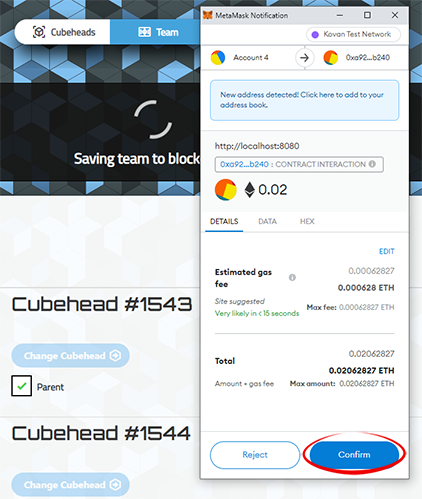 Cubeheads
Team
Saving team to block
Cubehead #1543
Change Cubehead
Parent
Cubehead #1544
Change Cubehead
MetaMask Notification
Kovan Test Network
Account 4
0xa92...b240
New address detected! Click here to add to your
address book.
http://localhost:8080
0xa92...b240 : CONTRACT INTERACTION
0.02
DETAILS
DATA
HEX
EDIT
Estimated gas
fee
0.00062827
0.000628 ETH
Site suggested
Very likely in < 15 seconds
Max fee: 0.00062827 ETH
Total
0.02062827
0.02062827 ETH
Amount + gas fee
Max amount: 0.02062827 ETH
Reject
Confirm